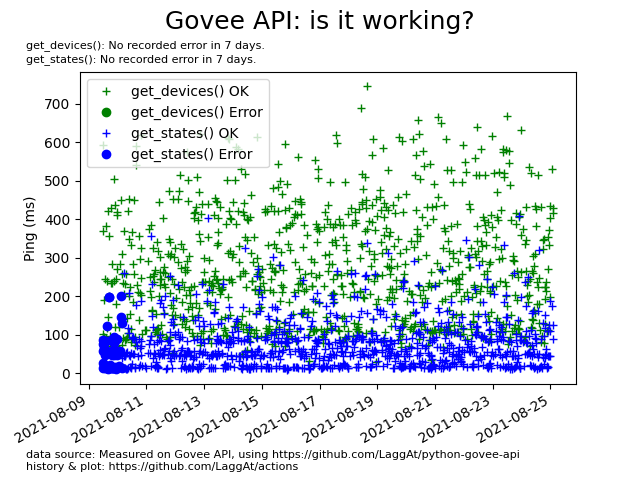 Govee API: is it working?
get_devices(): No recorded error in 7 days.
get_states(): No recorded error in 7 days.
get_devices() OK
get_devices() Error
get_states() OK
get_states() Error
Ping (ms)
700
600
500
400
300
200
100
0
2021-08-09
2021-08-11
2021-08-13
2021-08-15
2021-08-17
2021-08-19
2021-08-21
2021-08-23
2021-08-25
data source: Measured on Govee API, using https://github.com/LaggAt/python-govee-api
history & plot: https://github.com/LaggAt/actions